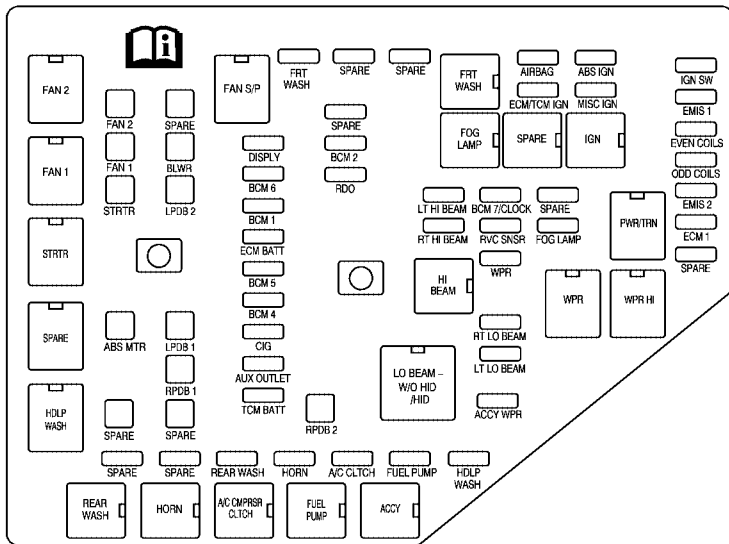 FAN 2
FAN S/P
FRT
WASH
SPARE
SPARE
FRT
WASH
AIRBAG
ABS IGN
IGN SW
ECM/TCM IGN
MISC IGN
EMIS 1
FAN 2
SPARE
SPARE
FOG
LAMP
SPARE
IGN
EVEN COILS
FAN 1
FAN 1
BLWR
DISPLY
BCM 2
ODD COILS
BCM 6
RDO
STRTR
LPDB 2
LT HI BEAM
BCM 7/CLOCK
SPARE
EMIS 2
BCM 1
PWR/TRN
STRTR
RT HI BEAM
RVC SNSR
FOG LAMP
ECM 1
ECM BATT
WPR
SPARE
BCM 5
HI
BEAM
WPR
WPR HI
BCM 4
SPARE
ABS MTR
LPDB 1
CIG
RT LO BEAM
AUX OUTLET
LO BEAM –
W/O HID
/HID
LT LO BEAM
RPDB 1
TCM BATT
HDLP
WASH
SPARE
SPARE
RPDB 2
ACCY WPR
SPARE
SPARE
REAR WASH
HORN
A/C CLTCH
FUEL PUMP
HDLP
WASH
REAR
WASH
HORN
A/C CMPRSR
CLTCH
FUEL
PUMP
ACCY